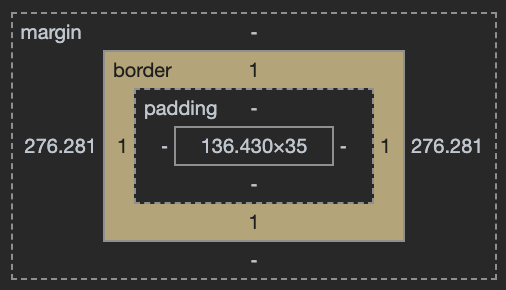 margin -
border 1
padding -
276.281 1 - 136.430×35 - 1 276.281
-
1
-